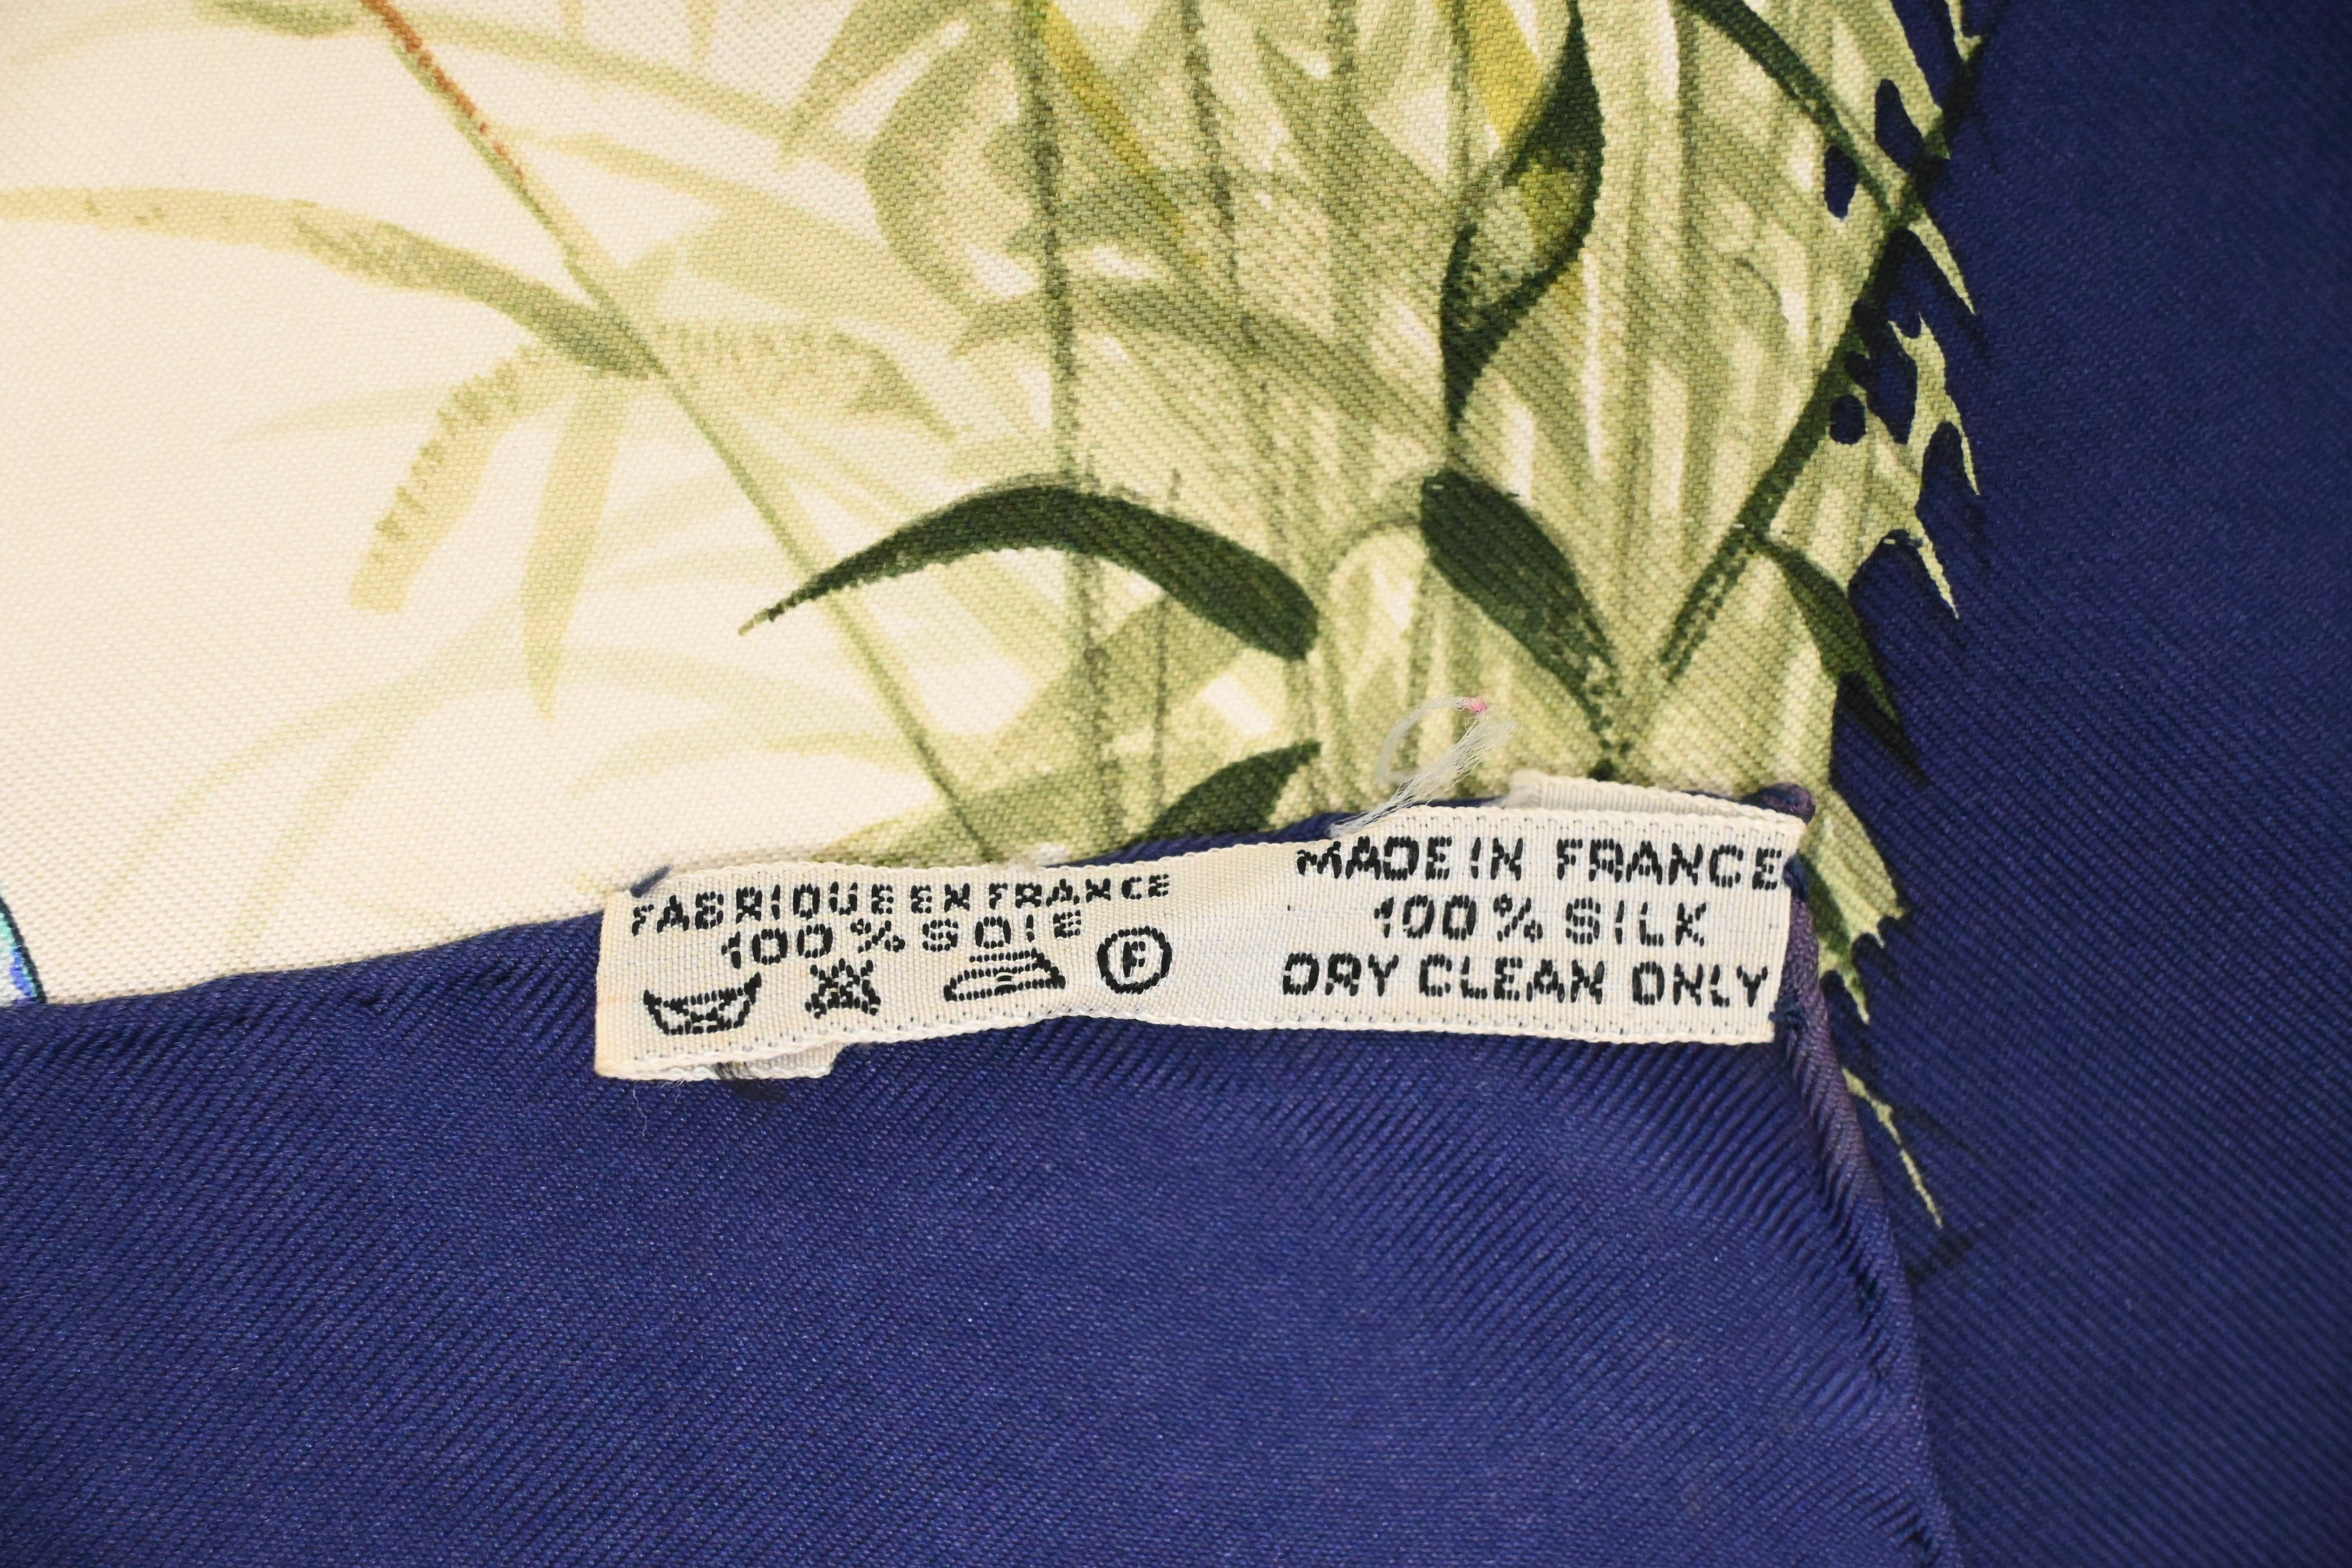 FABRIQUE EN FRANCE
100% SOIE
F
MADE IN FRANCE
100% SILK
DRY CLEAN ONLY